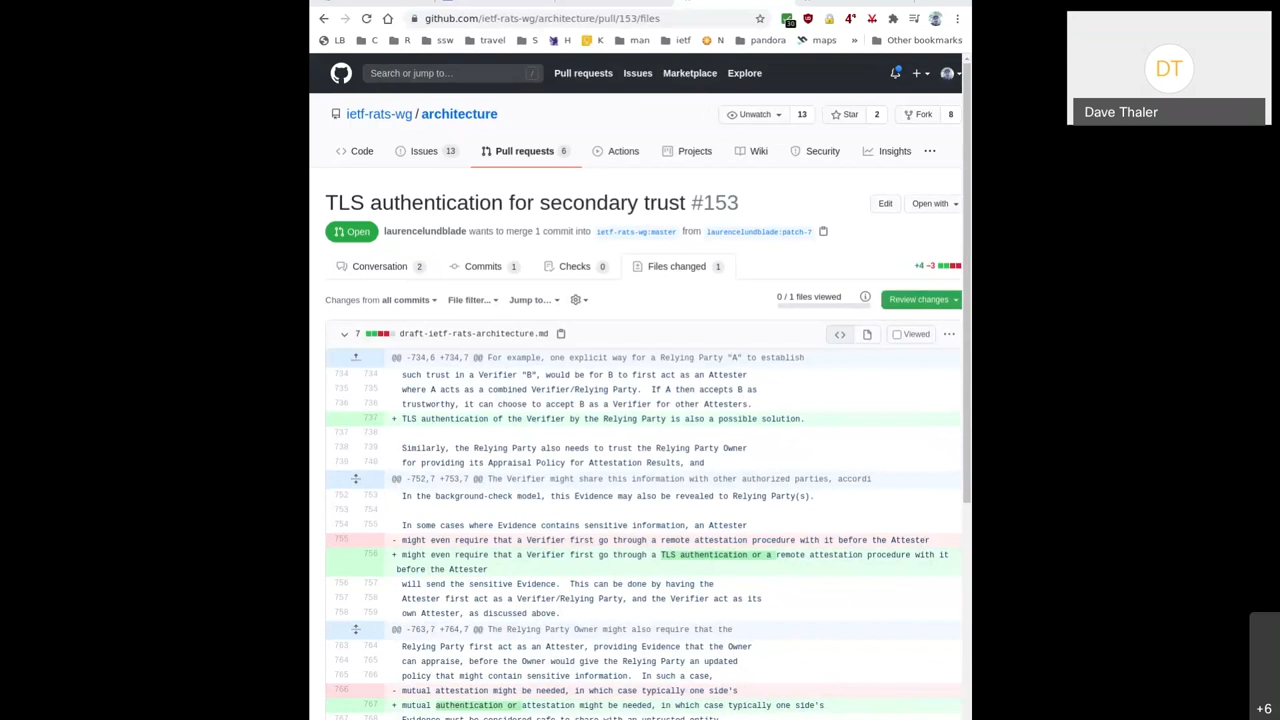 github.com/ietf-rats-wg/architecture/pull/153/files
30
4
LB
C
R
ssw
travel
S
H
K
man
ietf
N
pandora
maps
»
Other bookmarks
Search or jump to…
/
Pull requests
Issues
Marketplace
Explore
ietf-rats-wg / architecture
Unwatch
13
Star
2
Fork
8
Code
Issues 13
Pull requests 6
Actions
Projects
Wiki
Security
Insights
TLS authentication for secondary trust #153
Edit
Open with
Open
laurencelundblade wants to merge 1 commit into ietf-rats-wg:master from laurencelundblade:patch-7
Conversation 2
Commits 1
Checks 0
Files changed 1
+4 −3
Changes from all commits
File filter...
Jump to…
0 / 1 files viewed
Review changes
7 draft-ietf-rats-architecture.md
Viewed
@@ -734,6 +734,7 @@ For example, one explicit way for a Relying Party "A" to establish
734 734 such trust in a Verifier "B", would be for B to first act as an Attester
735 735 where A acts as a combined Verifier/Relying Party. If A then accepts B as
736 736 trustworthy, it can choose to accept B as a Verifier for other Attesters.
737 + TLS authentication of the Verifier by the Relying Party is also a possible solution.
737 738
738 739 Similarly, the Relying Party also needs to trust the Relying Party Owner
739 740 for providing its Appraisal Policy for Attestation Results, and
@@ -752,7 +753,7 @@ The Verifier might share this information with other authorized parties, accordi
752 753 In the background-check model, this Evidence may also be revealed to Relying Party(s).
753 754
754 755 In some cases where Evidence contains sensitive information, an Attester
755 - might even require that a Verifier first go through a remote attestation procedure with it before the Attester
756 + might even require that a Verifier first go through a TLS authentication or a remote attestation procedure with it
before the Attester
756 757 will send the sensitive Evidence. This can be done by having the
757 758 Attester first act as a Verifier/Relying Party, and the Verifier act as its
758 759 own Attester, as discussed above.
@@ -763,7 +764,7 @@ The Relying Party Owner might also require that the
763 764 Relying Party first act as an Attester, providing Evidence that the Owner
764 765 can appraise, before the Owner would give the Relying Party an updated
765 766 policy that might contain sensitive information. In such a case,
766 - mutual attestation might be needed, in which case typically one side's
767 + mutual authentication or attestation might be needed, in which case typically one side's
767 768 Evidence must be considered safe to share with an untrusted entity
DT
Dave Thaler
+6